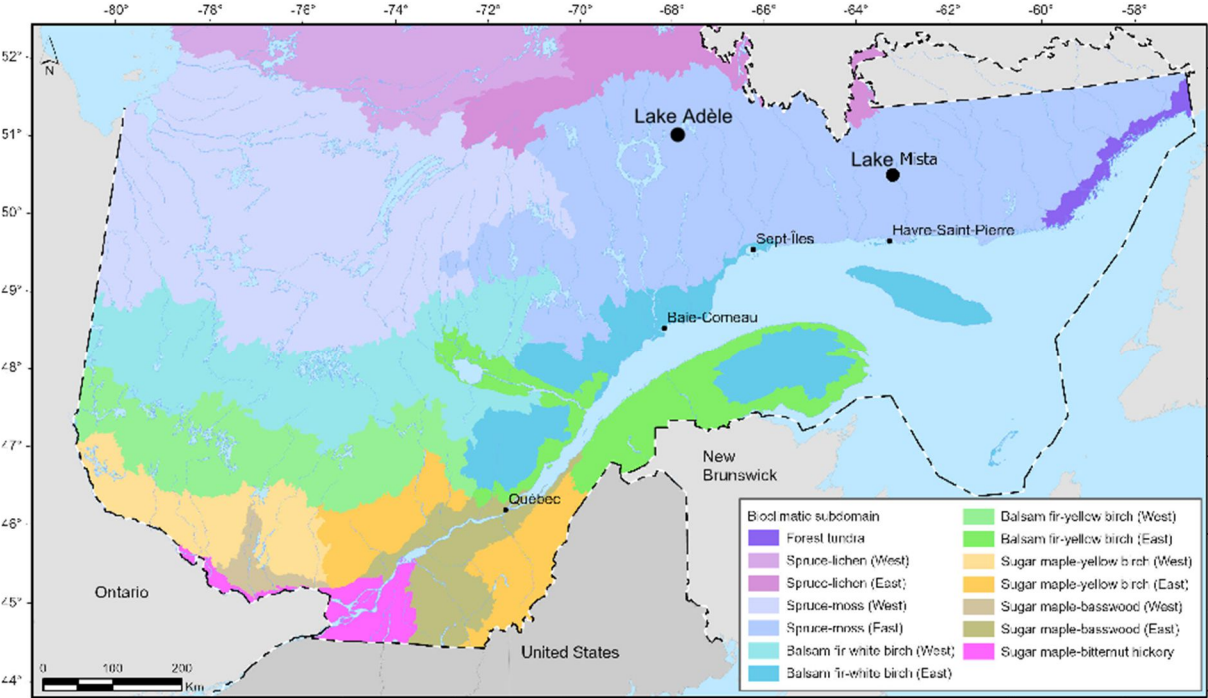 -80° -78° -76° -74° -72° -70° -68° -66° -64° -62° -60° -58°
52°
N
51°
50°
49°
48°
47°
46°
45°
44°
Lake Adèle
Lake Mista
Sept-Îles
Havre-Saint-Pierre
Baie-Comeau
Québec
New
Brunswick
Ontario
United States
0 100 200
Km
Bioclimatic subdomain
Forest tundra
Spruce-lichen (West)
Spruce-lichen (East)
Spruce-moss (West)
Spruce-moss (East)
Balsam fir-white birch (West)
Balsam fir-white birch (East)
Balsam fir-yellow birch (West)
Balsam fir-yellow birch (East)
Sugar maple-yellow birch (West)
Sugar maple-yellow birch (East)
Sugar maple-basswood (West)
Sugar maple-basswood (East)
Sugar maple-bitternut hickory